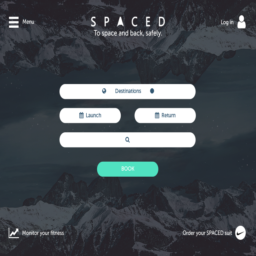 Menu
SPACED
Log In
To space and back, safely
Destinations
Launch
Return
BOOK
Monitor your fitness
Order your SPACED suit